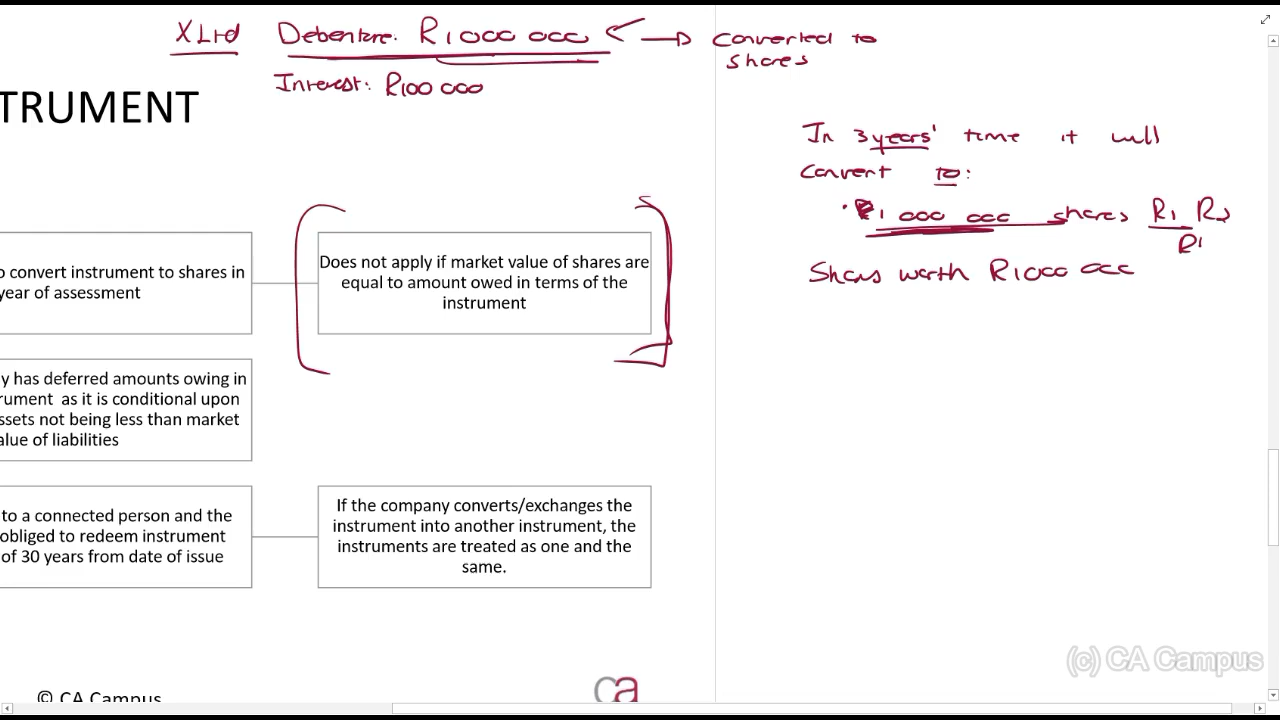 X Ltd Debenture: R1 000 000 → Converted to
shares
Interest: R100 000
TRUMENT
In 3 years' time it will
convert to:
• 1 000 000 shares R1 R2
R1
Shares worth R1 000 000
o convert instrument to shares in
year of assessment
Does not apply if market value of shares are
equal to amount owed in terms of the
instrument
y has deferred amounts owing in
rument as it is conditional upon
ssets not being less than market
alue of liabilities
to a connected person and the
obliged to redeem instrument
of 30 years from date of issue
If the company converts/exchanges the
instrument into another instrument, the
instruments are treated as one and the
same.
(c) CA Campus
© CA Campus
ca